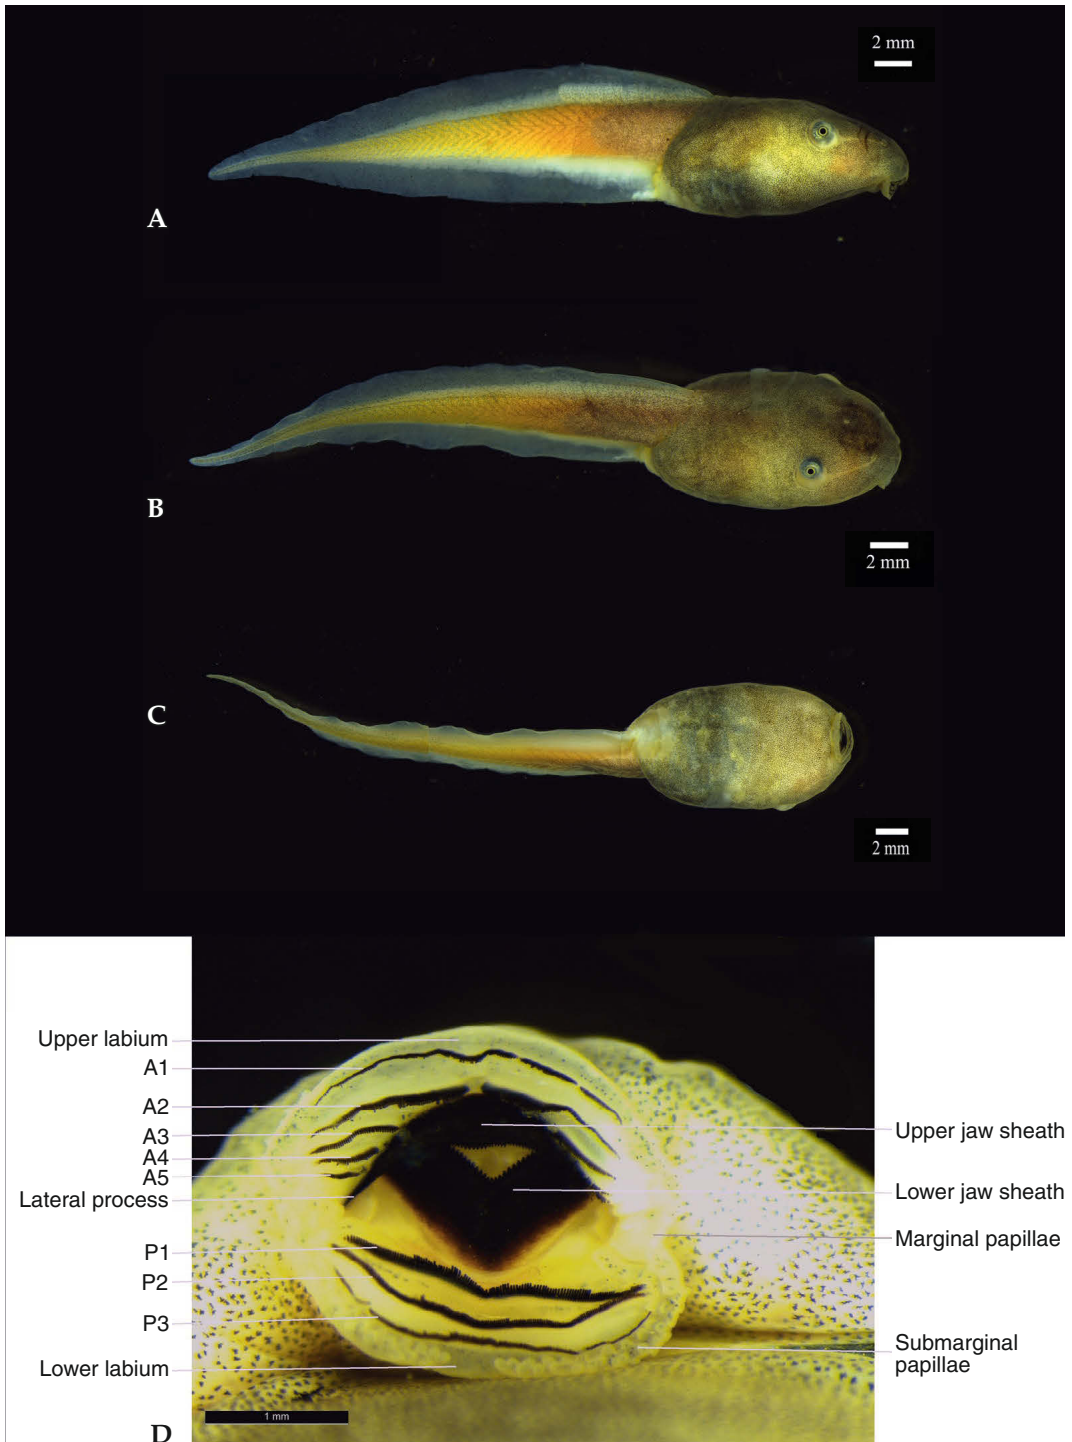 2 mm
A
B
2 mm
C
2 mm
Upper labium
A1
A2
A3
A4
A5
Lateral process
P1
P2
P3
Lower labium
Upper jaw sheath
Lower jaw sheath
Marginal papillae
Submarginal
papillae
1 mm
D